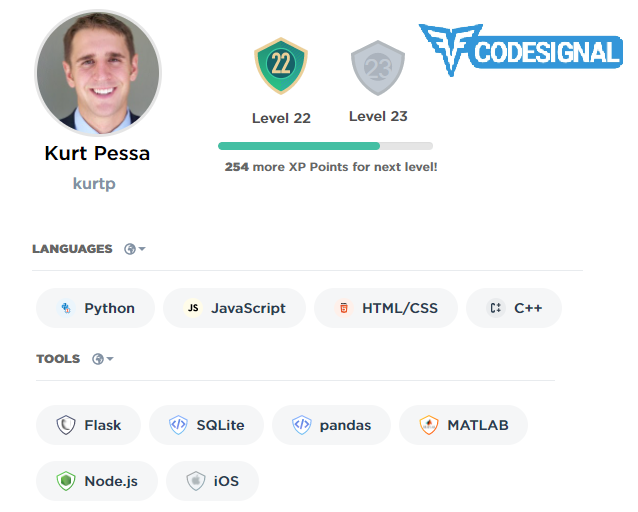 22
23
CODESIGNAL
Level 22
Level 23
Kurt Pessa
254 more XP Points for next level!
kurtp
LANGUAGES
Python
JS JavaScript
HTML/CSS
C++
TOOLS
Flask
SQLite
pandas
MATLAB
Node.js
iOS